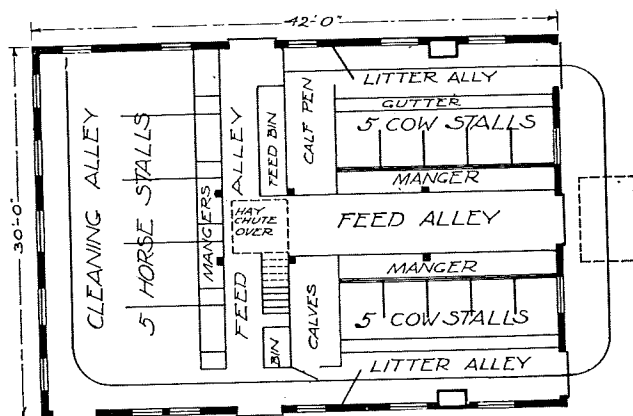 42'-0"
30'-0"
CLEANING ALLEY
5 HORSE STALLS
MANGERS
FEED ALLEY
FEED BIN
CALF PEN
LITTER ALLY
GUTTER
5 COW STALLS
MANGER
HAY
CHUTE
OVER
FEED ALLEY
MANGER
BIN
CALVES
5 COW STALLS
LITTER ALLEY